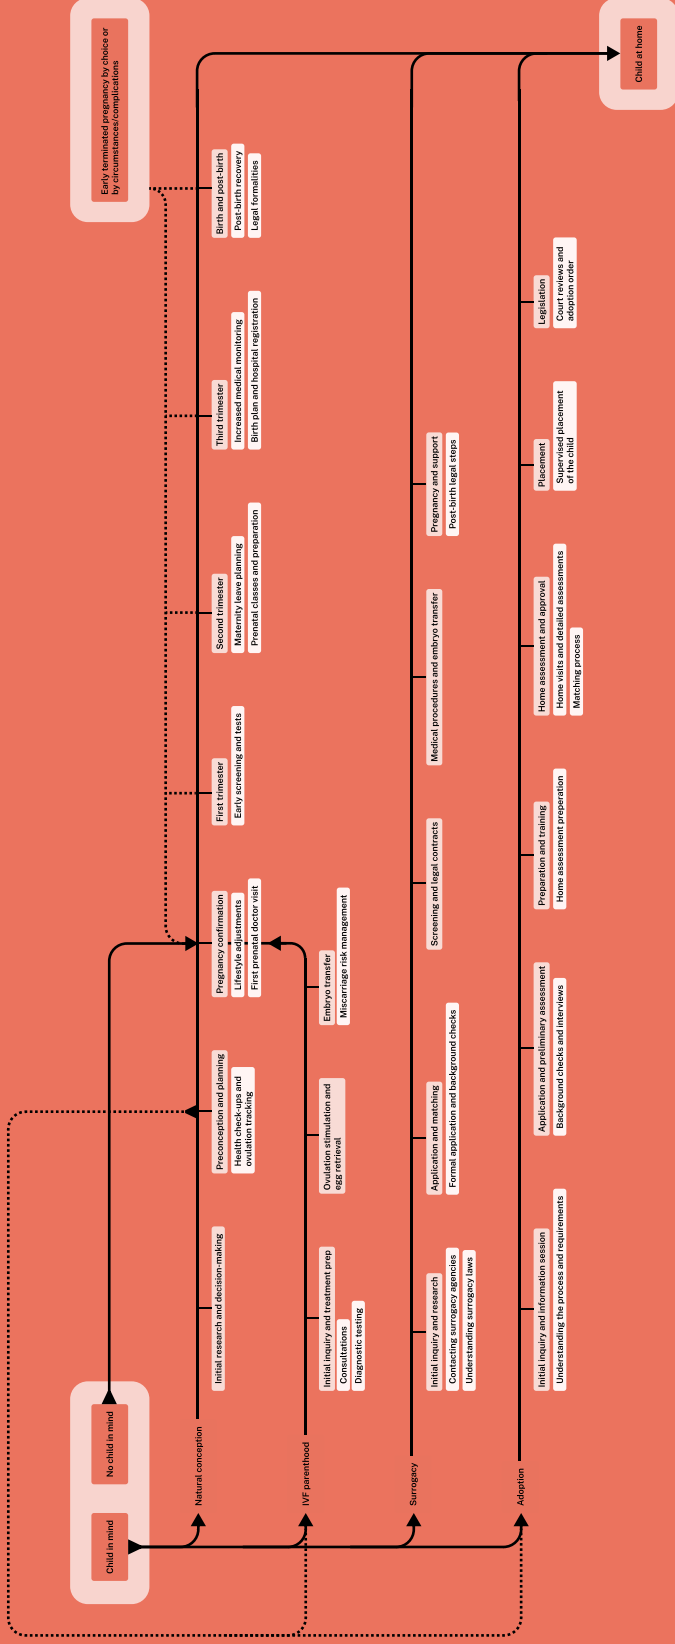 Child in mind
No child in mind
Early terminated pregnancy by choice or
by circumstances/complications
Child at home
Natural conception
Initial research and decision-making
Preconception and planning
Health check-ups and
ovulation tracking
Pregnancy confirmation
Lifestyle adjustments
First prenatal doctor visit
First trimester
Early screening and tests
Second trimester
Maternity leave planning
Prenatal classes and preparation
Third trimester
Increased medical monitoring
Birth plan and hospital registration
Birth and post-birth
Post-birth recovery
Legal formalities
IVF parenthood
Initial inquiry and treatment prep
Consultations
Diagnostic testing
Ovulation stimulation and
egg retrieval
Embryo transfer
Miscarriage risk management
Surrogacy
Initial inquiry and research
Contacting surrogacy agencies
Understanding surrogacy laws
Application and matching
Formal application and background checks
Screening and legal contracts
Medical procedures and embryo transfer
Pregnancy and support
Post-birth legal steps
Adoption
Initial inquiry and information session
Understanding the process and requirements
Application and preliminary assessment
Background checks and interviews
Preparation and training
Home assessment preparation
Home assessment and approval
Home visits and detailed assessments
Matching process
Placement
Supervised placement
of the child
Legislation
Court reviews and
adoption order